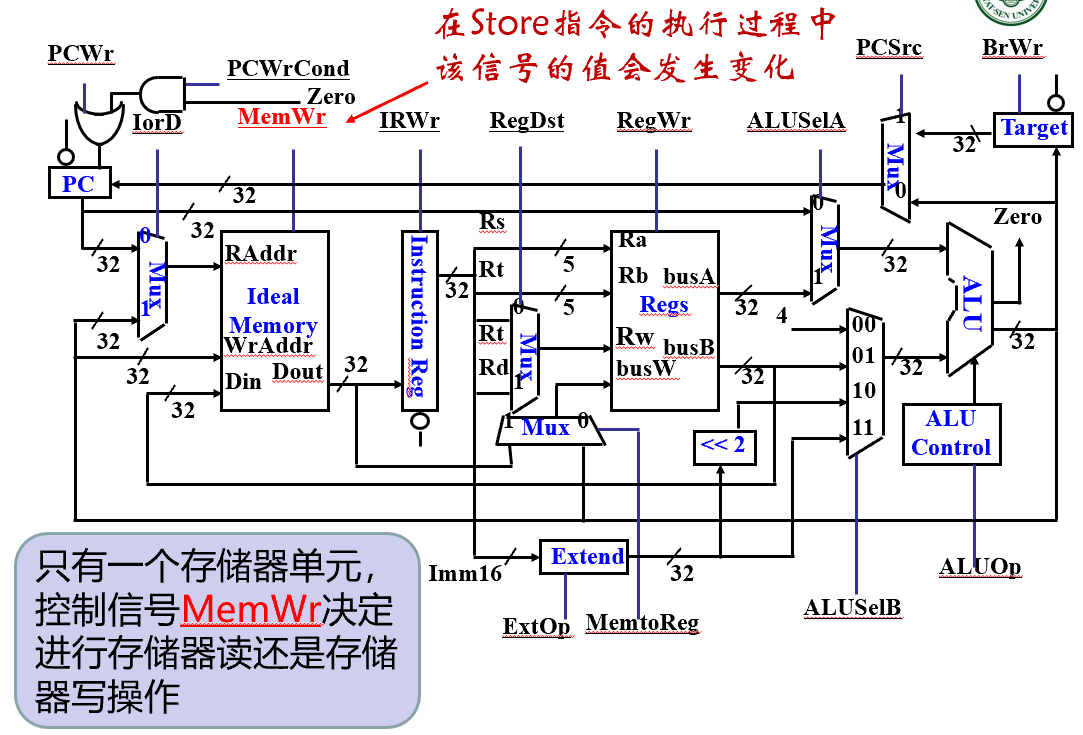 在Store指令的执行过程中
该信号的值会发生变化
PCWr
PCWrCond
Zero
IorD
MemWr
IRWr
RegDst
RegWr
ALUSelA
PCSrc
BrWr
Target
PC
32
32
32
32
Mux
1
0
Zero
Rs
32
0
Mux
1
32
32
32
RAddr
Ideal
Memory
WrAddr
Din
Dout
32
Instruction Reg
32
Rt
5
5
Rt
Rd
0
Mux
1
Ra
Rb
busA
Regs
Rw
busB
busW
32
32
0
Mux
1
32
4
00
01
10
11
32
ALU
32
ALU
Control
1
Mux
0
<< 2
Imm16
Extend
32
ExtOp
MemtoReg
ALUSelB
ALUOp
只有一个存储器单元,
控制信号MemWr决定
进行存储器读还是存储
器写操作